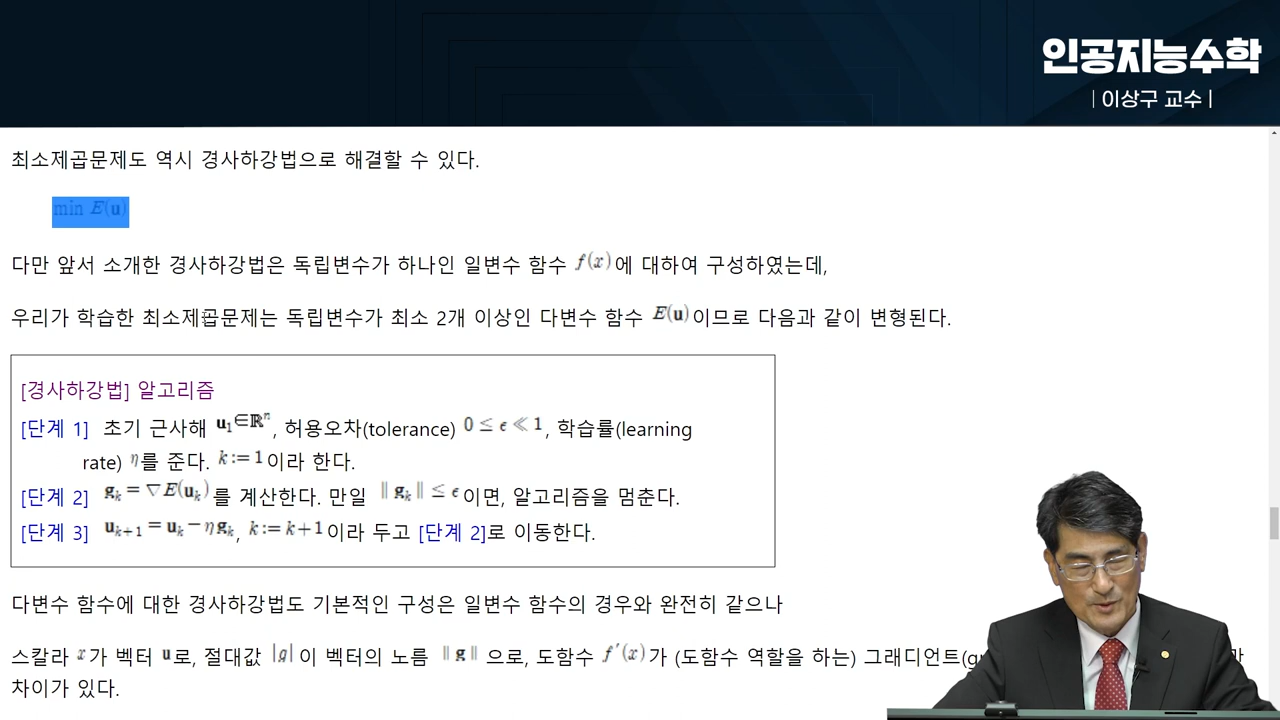 인공지능수학
| 이상구 교수 |
최소제곱문제도 역시 경사하강법으로 해결할 수 있다.
min E(u)
다만 앞서 소개한 경사하강법은 독립변수가 하나인 일변수 함수 f(x)에 대하여 구성하였는데,
우리가 학습한 최소제곱문제는 독립변수가 최소 2개 이상인 다변수 함수 E(u)이므로 다음과 같이 변형된다.
[경사하강법] 알고리즘
[단계 1] 초기 근사해 u₁∈ℝⁿ, 허용오차(tolerance) 0 ≤ ϵ ≪ 1, 학습률(learning
rate) η를 준다. k:=1이라 한다.
[단계 2] gₖ = ∇E(uₖ)를 계산한다. 만일 ‖gₖ‖ ≤ ϵ이면, 알고리즘을 멈춘다.
[단계 3] uₖ₊₁ = uₖ − ηgₖ, k:= k+1이라 두고 [단계 2]로 이동한다.
다변수 함수에 대한 경사하강법도 기본적인 구성은 일변수 함수의 경우와 완전히 같으나
스칼라 x가 벡터 u로, 절대값 |g|이 벡터의 노름 ‖g‖으로, 도함수 f′(x)가 (도함수 역할을 하는) 그래디언트
차이가 있다.